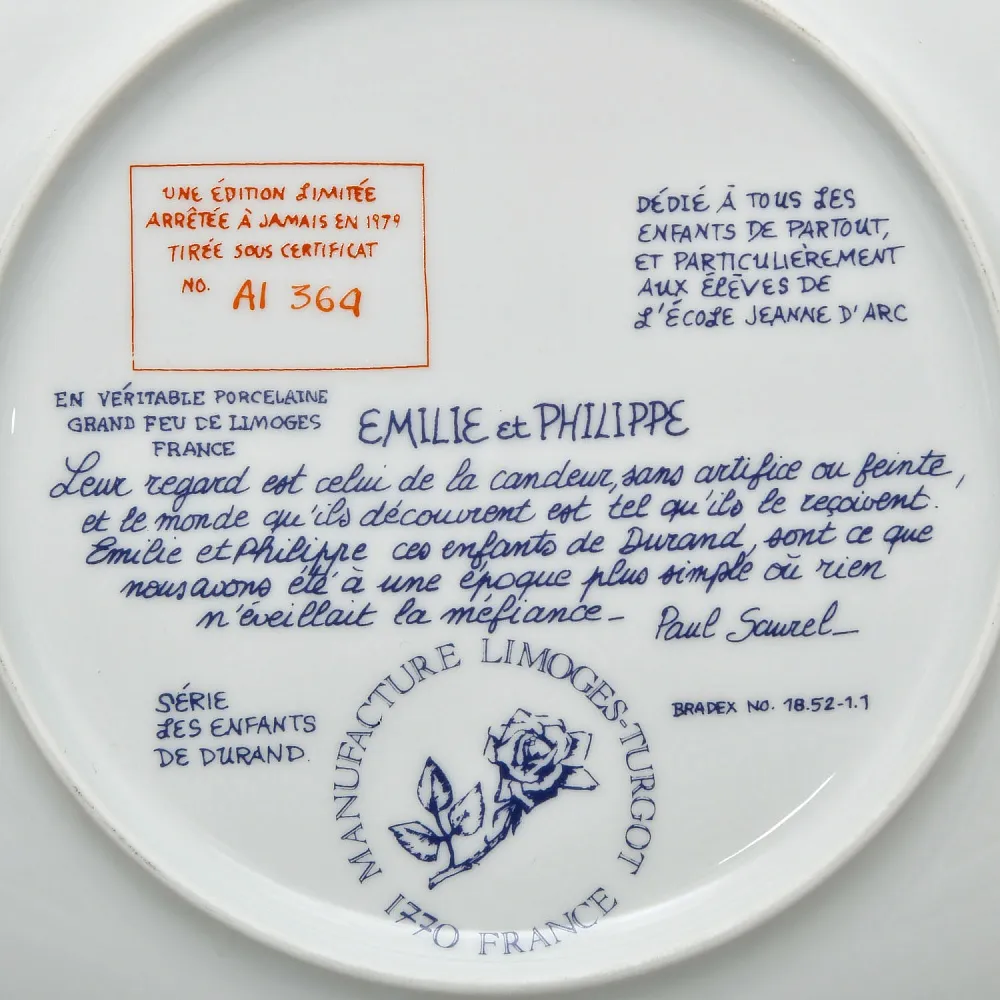 UNE ÉDITION LIMITÉE
ARRÊTÉE À JAMAIS EN 1979
TIRÉE SOUS CERTIFICAT
NO. AI 369
DÉDIÉ À TOUS LES
ENFANTS DE PARTOUT,
ET PARTICULIÈREMENT
AUX ÉLÈVES DE
L'ÉCOLE JEANNE D'ARC
EN VÉRITABLE PORCELAINE
GRAND FEU DE LIMOGES
FRANCE
EMILIE et PHILIPPE
Leur regard est celui de la candeur, sans artifice ou feinte,
et le monde qu'ils découvrent est tel qu'ils le reçoivent.
Emilie et Philippe ces enfants de Durand, sont ce que
nous avons été à une époque plus simple où rien
n'éveillait la méfiance_ Paul Saurel_
SÉRIE
LES ENFANTS
DE DURAND.
BRADEX NO. 18.52-1.1
MANUFACTURE LIMOGES-TURGOT
1770 FRANCE